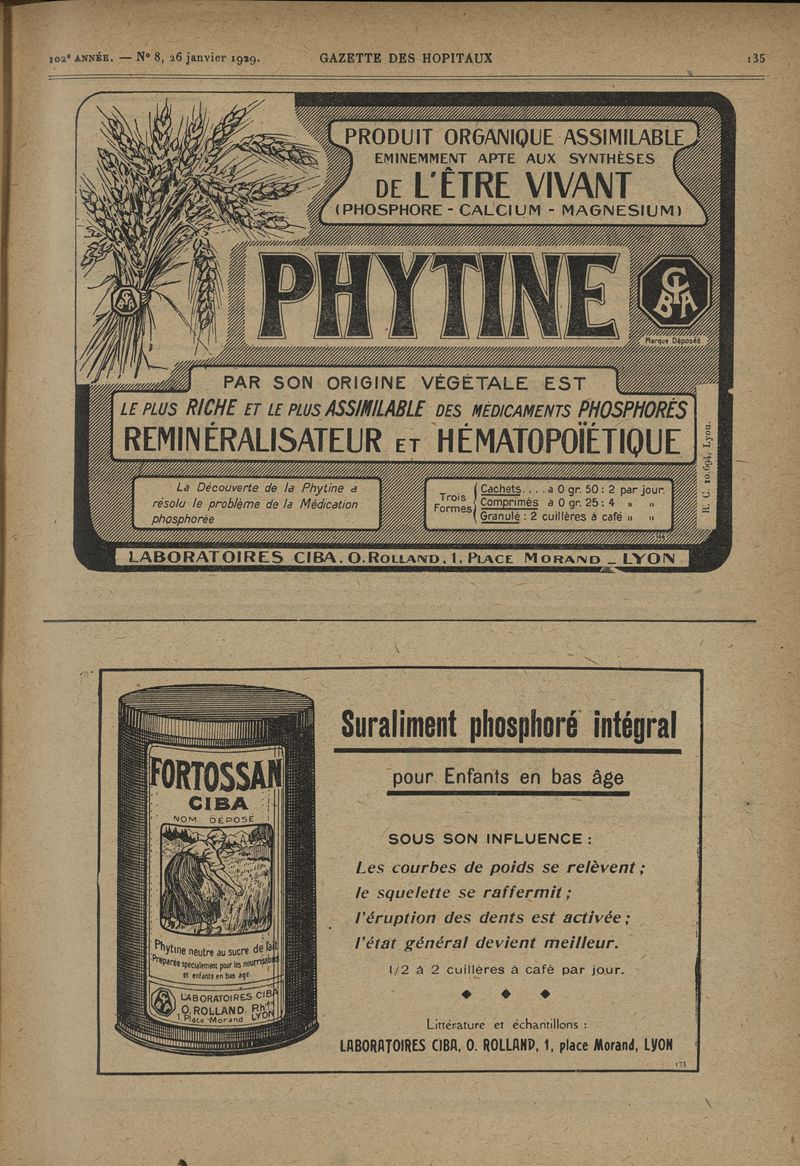 102e ANNÉE. — No 8, 26 janvier 1929. GAZETTE DES HOPITAUX 135
PRODUIT ORGANIQUE ASSIMILABLE
EMINEMMENT APTE AUX SYNTHÈSES
DE L'ÊTRE VIVANT
(PHOSPHORE - CALCIUM - MAGNESIUM)
PHYTINE
CIBA
Marque Déposée
PAR SON ORIGINE VÉGÉTALE EST
LE PLUS RICHE ET LE PLUS ASSIMILABLE DES MÉDICAMENTS PHOSPHORÉS
REMINÉRALISATEUR ET HÉMATOPOÏÉTIQUE
R. C. 10.694, Lyon.
La Découverte de la Phytine a
résolu le problème de la Médication
phosphorée
Trois Formes
Cachets. . . . a 0 gr. 50 : 2 par jour.
Comprimés à 0 gr. 25 : 4 " "
Granulé : 2 cuillères à café " "
LABORATOIRES CIBA. O. ROLLAND. 1. PLACE MORAND _ LYON
Suraliment phosphoré intégral
pour Enfants en bas âge
SOUS SON INFLUENCE :
Les courbes de poids se relèvent ;
le squelette se raffermit ;
l'éruption des dents est activée ;
l'état général devient meilleur.
1/2 à 2 cuillères à café par jour.
Littérature et échantillons :
LABORATOIRES CIBA, O. ROLLAND, 1, place Morand, LYON
173
FORTOSSAN
CIBA
NOM DÉPOSÉ
Phytine neutre au sucre de lait
Preparée specialement pour les nourrissons
et enfants en bas âge
LABORATOIRES CIBA
O. ROLLAND. Phien
1 Place Morand LYON